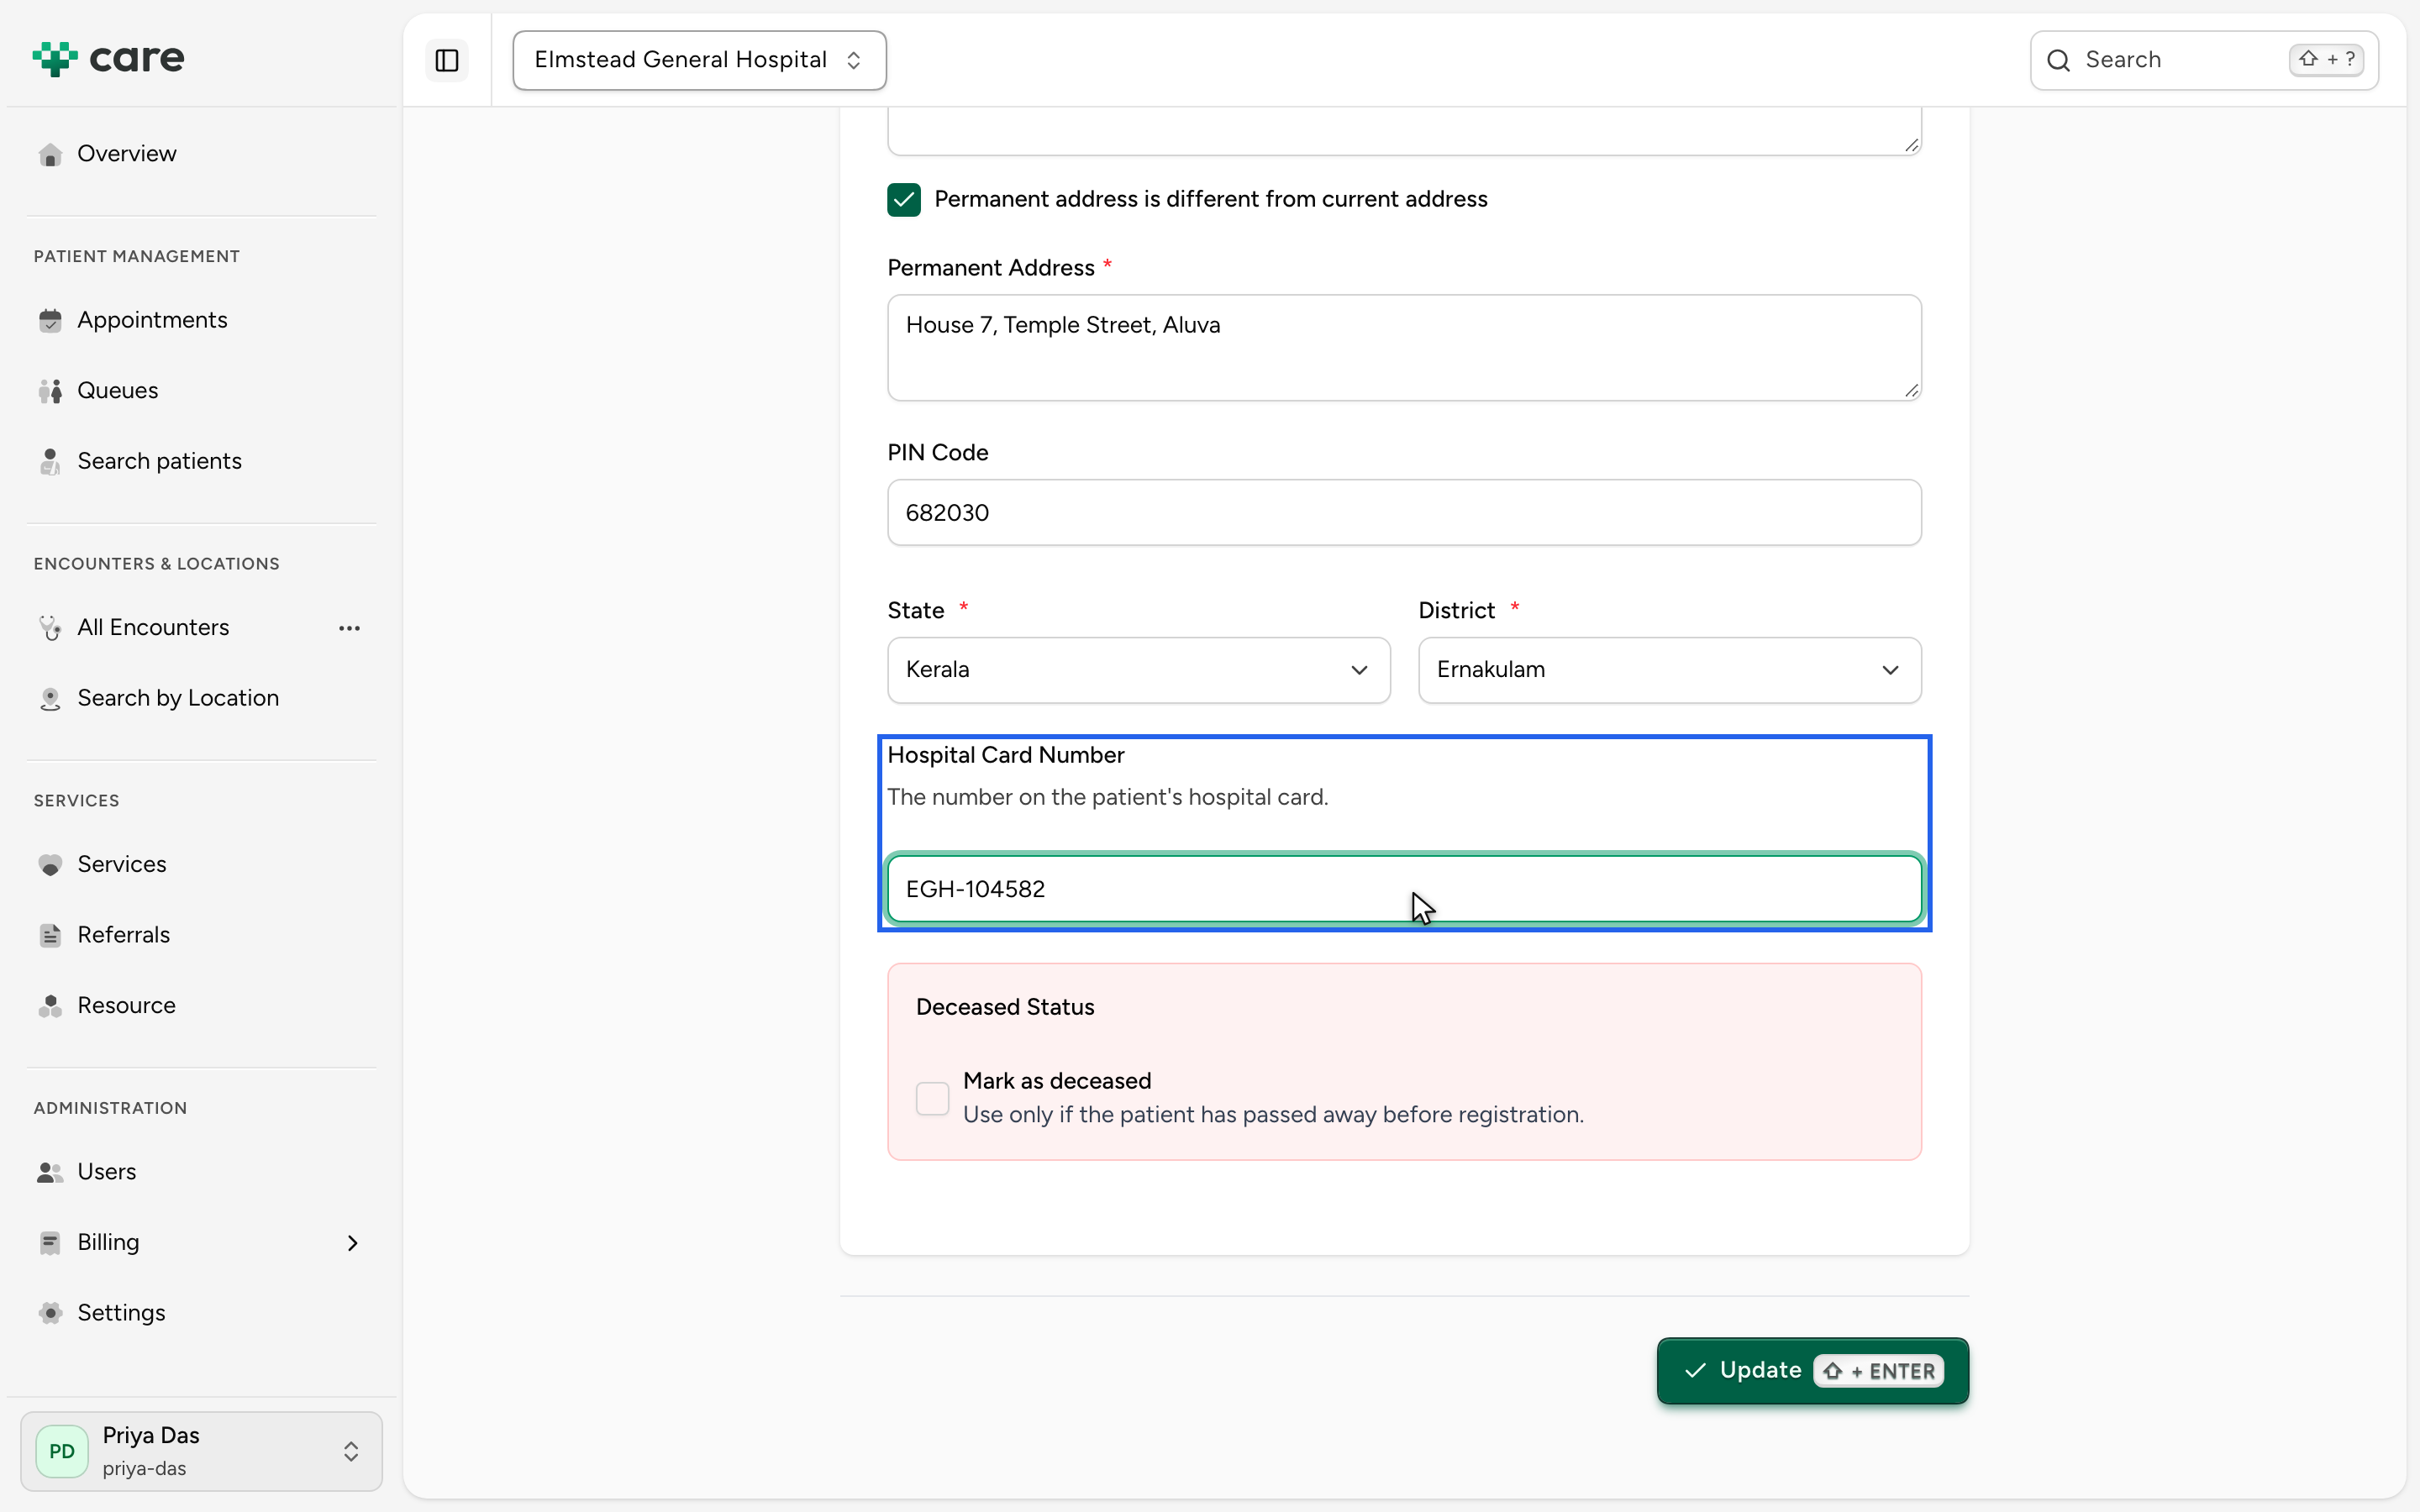 care
Elmstead General Hospital
Search
+ ?
Overview
PATIENT MANAGEMENT
Appointments
Queues
Search patients
ENCOUNTERS & LOCATIONS
All Encounters
Search by Location
SERVICES
Services
Referrals
Resource
ADMINISTRATION
Users
Billing
Settings
PD
Priya Das
priya-das
Permanent address is different from current address
Permanent Address *
House 7, Temple Street, Aluva
PIN Code
682030
State *
District *
Kerala
Ernakulam
Hospital Card Number
The number on the patient's hospital card.
EGH-104582
Deceased Status
Mark as deceased
Use only if the patient has passed away before registration.
Update + ENTER